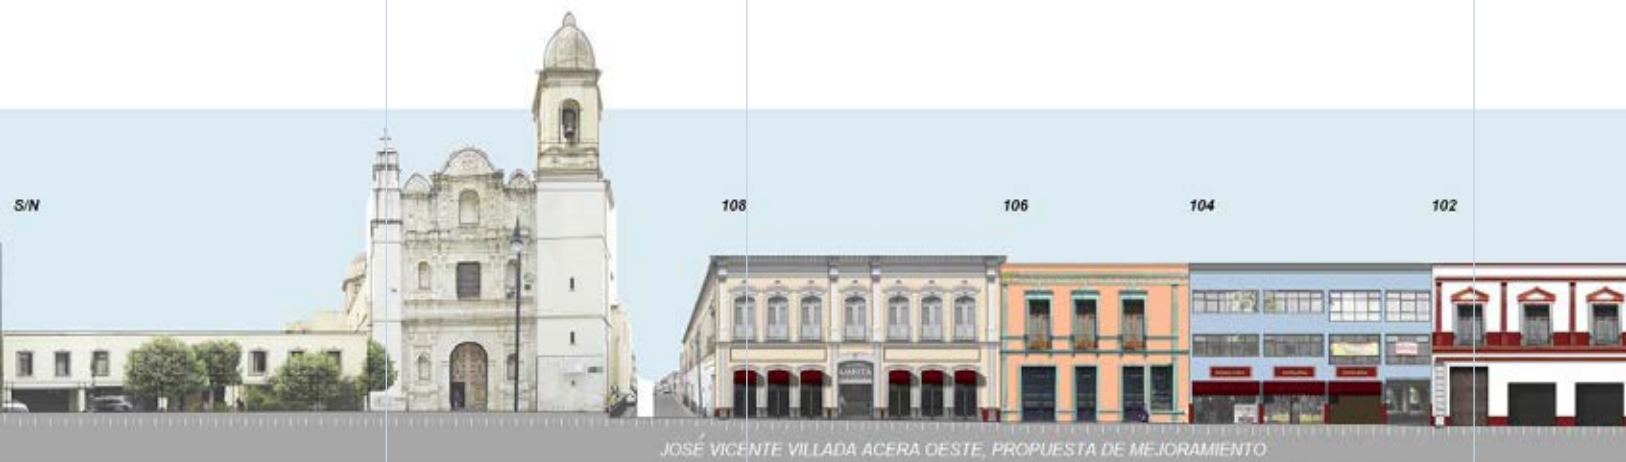 S/N
108
106
104
102
JOSÉ VICENTE VILLADA ACERA OESTE, PROPUESTA DE MEJORAMIENTO